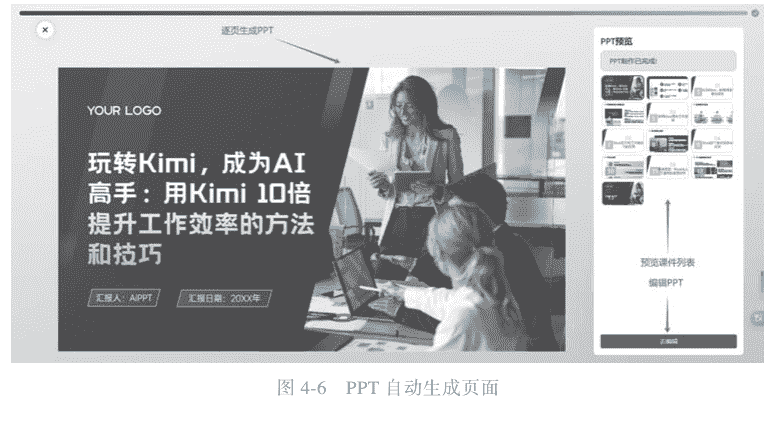 逐页生成PPT
YOUR LOGO
玩转Kimi，成为AI
高手：用Kimi 10倍
提升工作效率的方法
和技巧
汇报人：AIPPT
汇报日期：20XX年
PPT预览
PPT制作已完成!
预览课件列表
编辑PPT
去编辑
图 4-6 PPT 自动生成页面